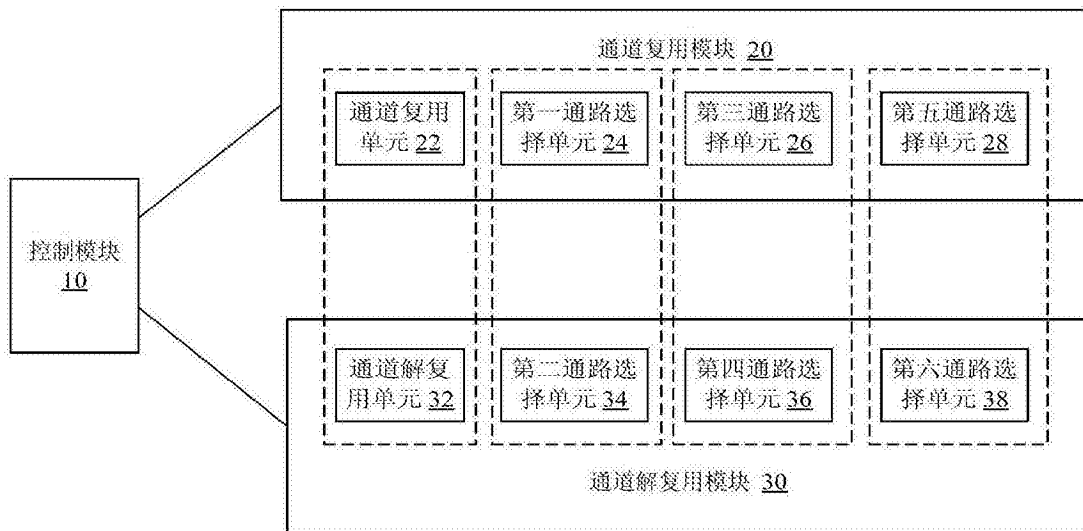 通道复用模块 20
通道复用
单元 22
第一通路选
择单元 24
第三通路选
择单元 26
第五通路选
择单元 28
控制模块
10
通道解复
用单元 32
第二通路选
择单元 34
第四通路选
择单元 36
第六通路选
择单元 38
通道解复用模块 30